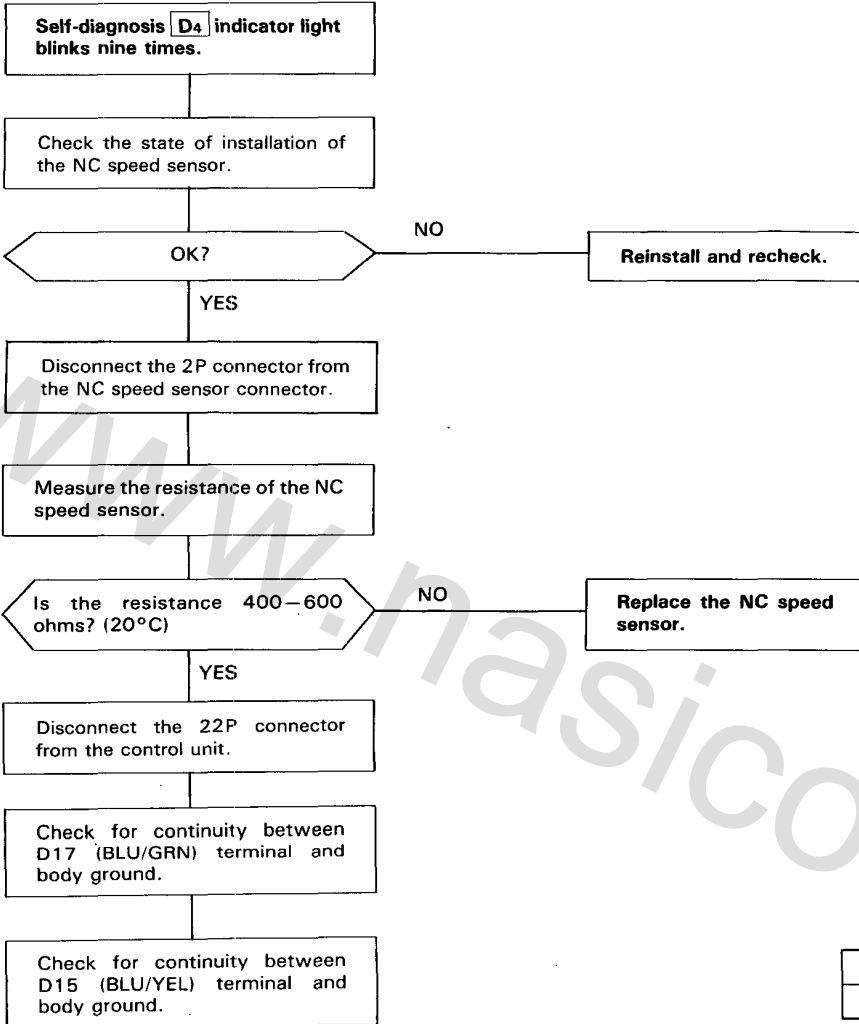 Self-diagnosis D4 indicator light
blinks nine times.
Check the state of installation of
the NC speed sensor.
OK?
NO
Reinstall and recheck.
YES
Disconnect the 2P connector from
the NC speed sensor connector.
Measure the resistance of the NC
speed sensor.
Is the resistance 400–600
ohms? (20°C)
NO
Replace the NC speed
sensor.
YES
Disconnect the 22P connector
from the control unit.
Check for continuity between
D17 (BLU/GRN) terminal and
body ground.
Check for continuity between
D15 (BLU/YEL) terminal and
body ground.
www.nasico